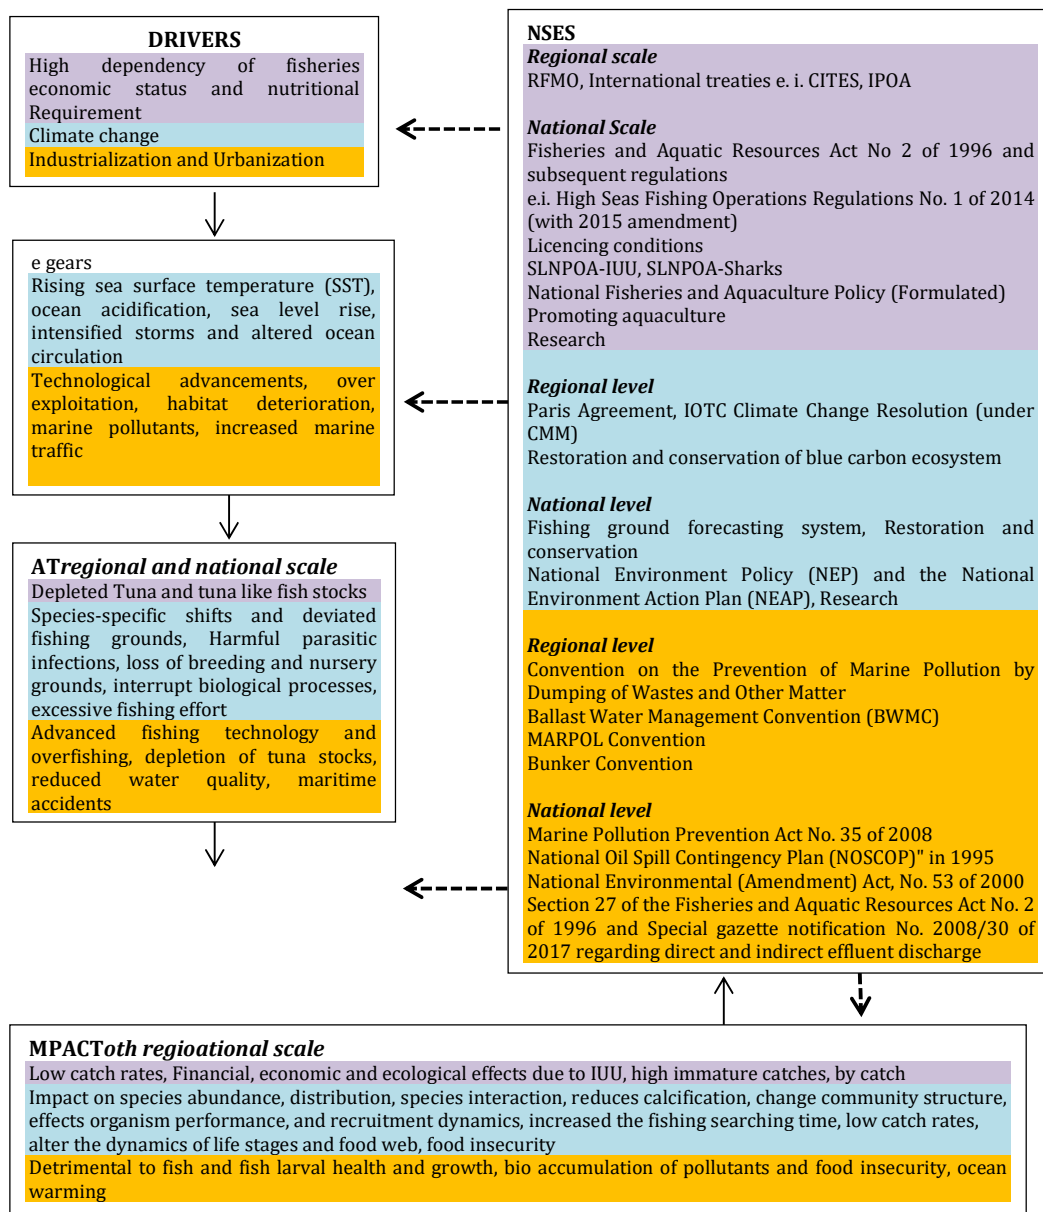 DRIVERS
High dependency of fisheries
economic status and nutritional
Requirement
Climate change
Industrialization and Urbanization
e gears
Rising sea surface temperature (SST),
ocean acidification, sea level rise,
intensified storms and altered ocean
circulation
Technological advancements, over
exploitation, habitat deterioration,
marine pollutants, increased marine
traffic
ATregional and national scale
Depleted Tuna and tuna like fish stocks
Species-specific shifts and deviated
fishing grounds, Harmful parasitic
infections, loss of breeding and nursery
grounds, interrupt biological processes,
excessive fishing effort
Advanced fishing technology and
overfishing, depletion of tuna stocks,
reduced water quality, maritime
accidents
NSES
Regional scale
RFMO, International treaties e. i. CITES, IPOA
National Scale
Fisheries and Aquatic Resources Act No 2 of 1996 and
subsequent regulations
e.i. High Seas Fishing Operations Regulations No. 1 of 2014
(with 2015 amendment)
Licencing conditions
SLNPOA-IUU, SLNPOA-Sharks
National Fisheries and Aquaculture Policy (Formulated)
Promoting aquaculture
Research
Regional level
Paris Agreement, IOTC Climate Change Resolution (under
CMM)
Restoration and conservation of blue carbon ecosystem
National level
Fishing ground forecasting system, Restoration and
conservation
National Environment Policy (NEP) and the National
Environment Action Plan (NEAP), Research
Regional level
Convention on the Prevention of Marine Pollution by
Dumping of Wastes and Other Matter
Ballast Water Management Convention (BWMC)
MARPOL Convention
Bunker Convention
National level
Marine Pollution Prevention Act No. 35 of 2008
National Oil Spill Contingency Plan (NOSCOP)" in 1995
National Environmental (Amendment) Act, No. 53 of 2000
Section 27 of the Fisheries and Aquatic Resources Act No. 2
of 1996 and Special gazette notification No. 2008/30 of
2017 regarding direct and indirect effluent discharge
MPACToth regioational scale
Low catch rates, Financial, economic and ecological effects due to IUU, high immature catches, by catch
Impact on species abundance, distribution, species interaction, reduces calcification, change community structure,
effects organism performance, and recruitment dynamics, increased the fishing searching time, low catch rates,
alter the dynamics of life stages and food web, food insecurity
Detrimental to fish and fish larval health and growth, bio accumulation of pollutants and food insecurity, ocean
warming